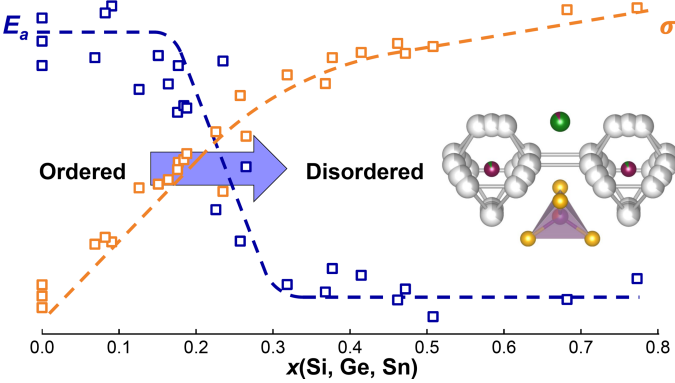 Eₐ
σ
Ordered
Disordered
0.0 0.1 0.2 0.3 0.4 0.5 0.6 0.7 0.8
x(Si, Ge, Sn)